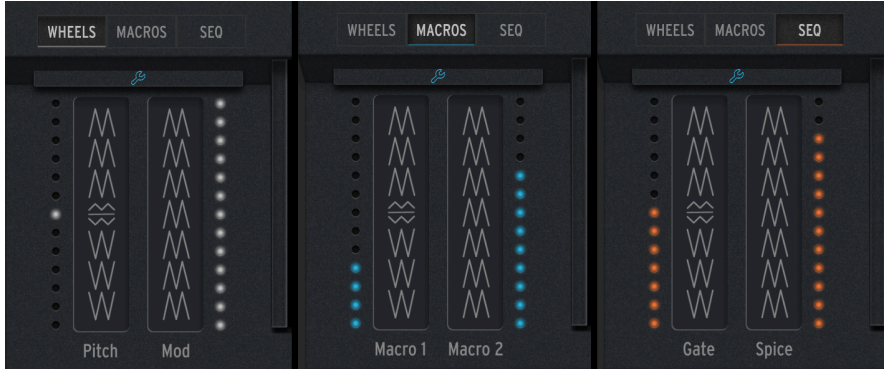 WHEELS MACROS SEQ
Pitch Mod
WHEELS MACROS SEQ
Macro 1 Macro 2
WHEELS MACROS SEQ
Gate Spice